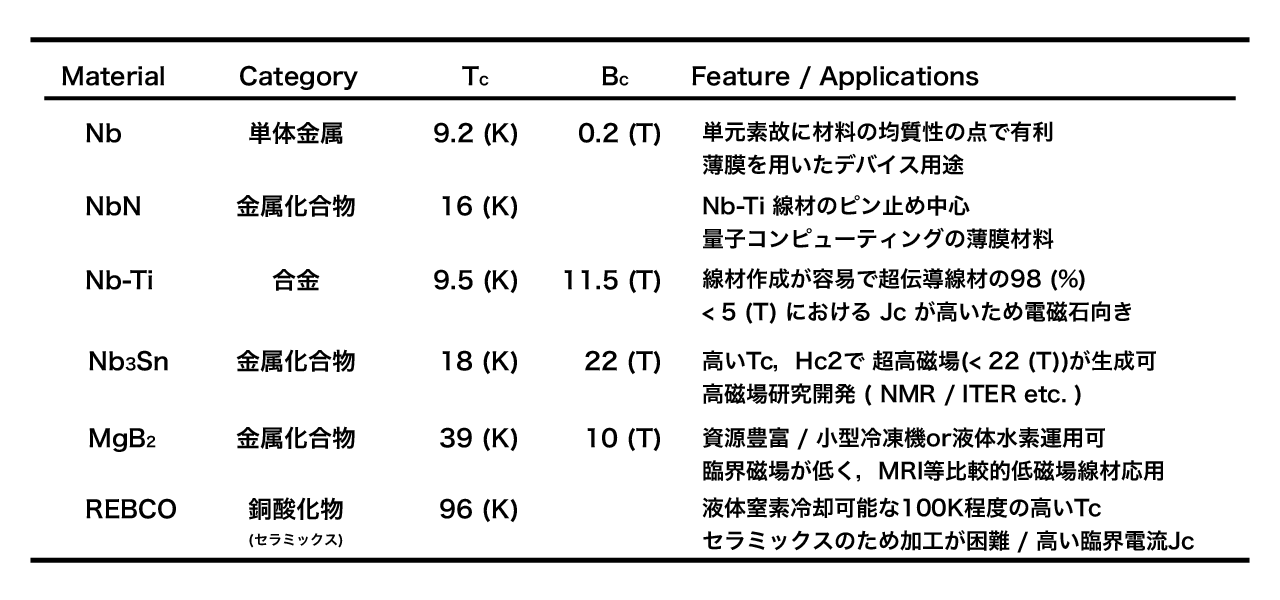 Material Category Tc Bc Feature / Applications
Nb 単体金属 9.2 (K) 0.2 (T) 単元素故に材料の均質性の点で有利
薄膜を用いたデバイス用途
NbN 金属化合物 16 (K) Nb-Ti 線材のピン止め中心
量子コンピューティングの薄膜材料
Nb-Ti 合金 9.5 (K) 11.5 (T) 線材作成が容易で超伝導線材の98 (%)
< 5 (T) における Jc が高いため電磁石向き
Nb3Sn 金属化合物 18 (K) 22 (T) 高いTc，Hc2で 超高磁場(< 22 (T))が生成可
高磁場研究開発 ( NMR / ITER etc. )
MgB2 金属化合物 39 (K) 10 (T) 資源豊富 / 小型冷凍機or液体水素運用可
臨界磁場が低く，MRI等比較的低磁場線材応用
REBCO 銅酸化物 96 (K) 液体窒素冷却可能な100K程度の高いTc
(セラミックス) セラミックスのため加工が困難 / 高い臨界電流Jc